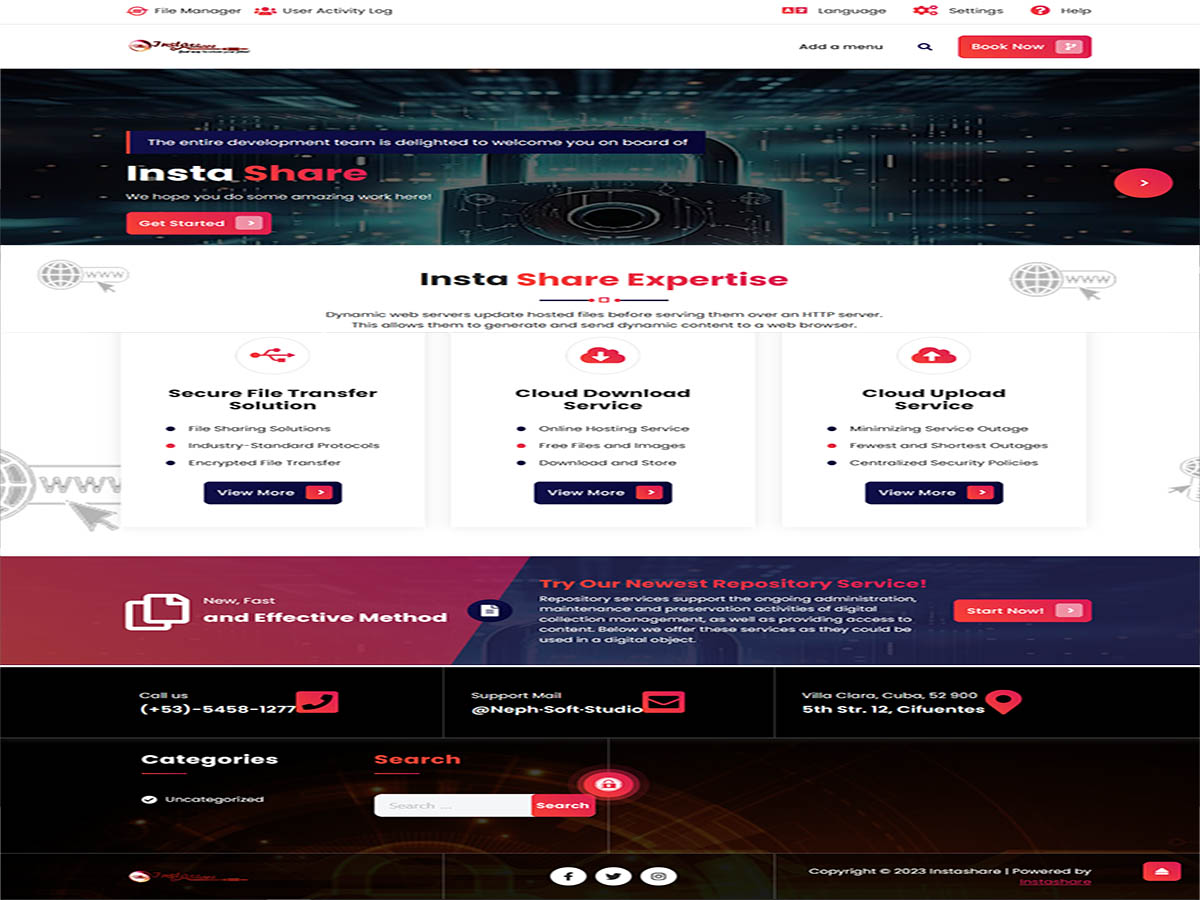 File Manager
User Activity Log
Language
Settings
Help
InstaShare
Add a menu
Book Now
The entire development team is delighted to welcome you on board of
Insta Share
We hope you do some amazing work here!
Get Started
www
Insta Share Expertise
www
Dynamic web servers update hosted files before serving them over an HTTP server.
This allows them to generate and send dynamic content to a web browser.
Secure File Transfer
Solution
File Sharing Solutions
Industry-Standard Protocols
Encrypted File Transfer
View More
Cloud Download
Service
Online Hosting Service
Free Files and Images
Download and Store
View More
Cloud Upload
Service
Minimizing Service Outage
Fewest and Shortest Outages
Centralized Security Policies
View More
www
New, Fast
and Effective Method
Try Our Newest Repository Service!
Repository services support the ongoing administration,
maintenance and preservation activities of digital
collection management, as well as providing access to
content. Below we offer these services as they could be
used in a digital object.
Start Now!
Call us
(+53)-5458-1277
Support Mail
@Neph-Soft-Studio
Villa Clara, Cuba, 52 900
5th Str. 12, Cifuentes
Categories
Uncategorized
Search
Search ...
Search
InstaShare
Copyright © 2023 Instashare | Powered by
Instashare